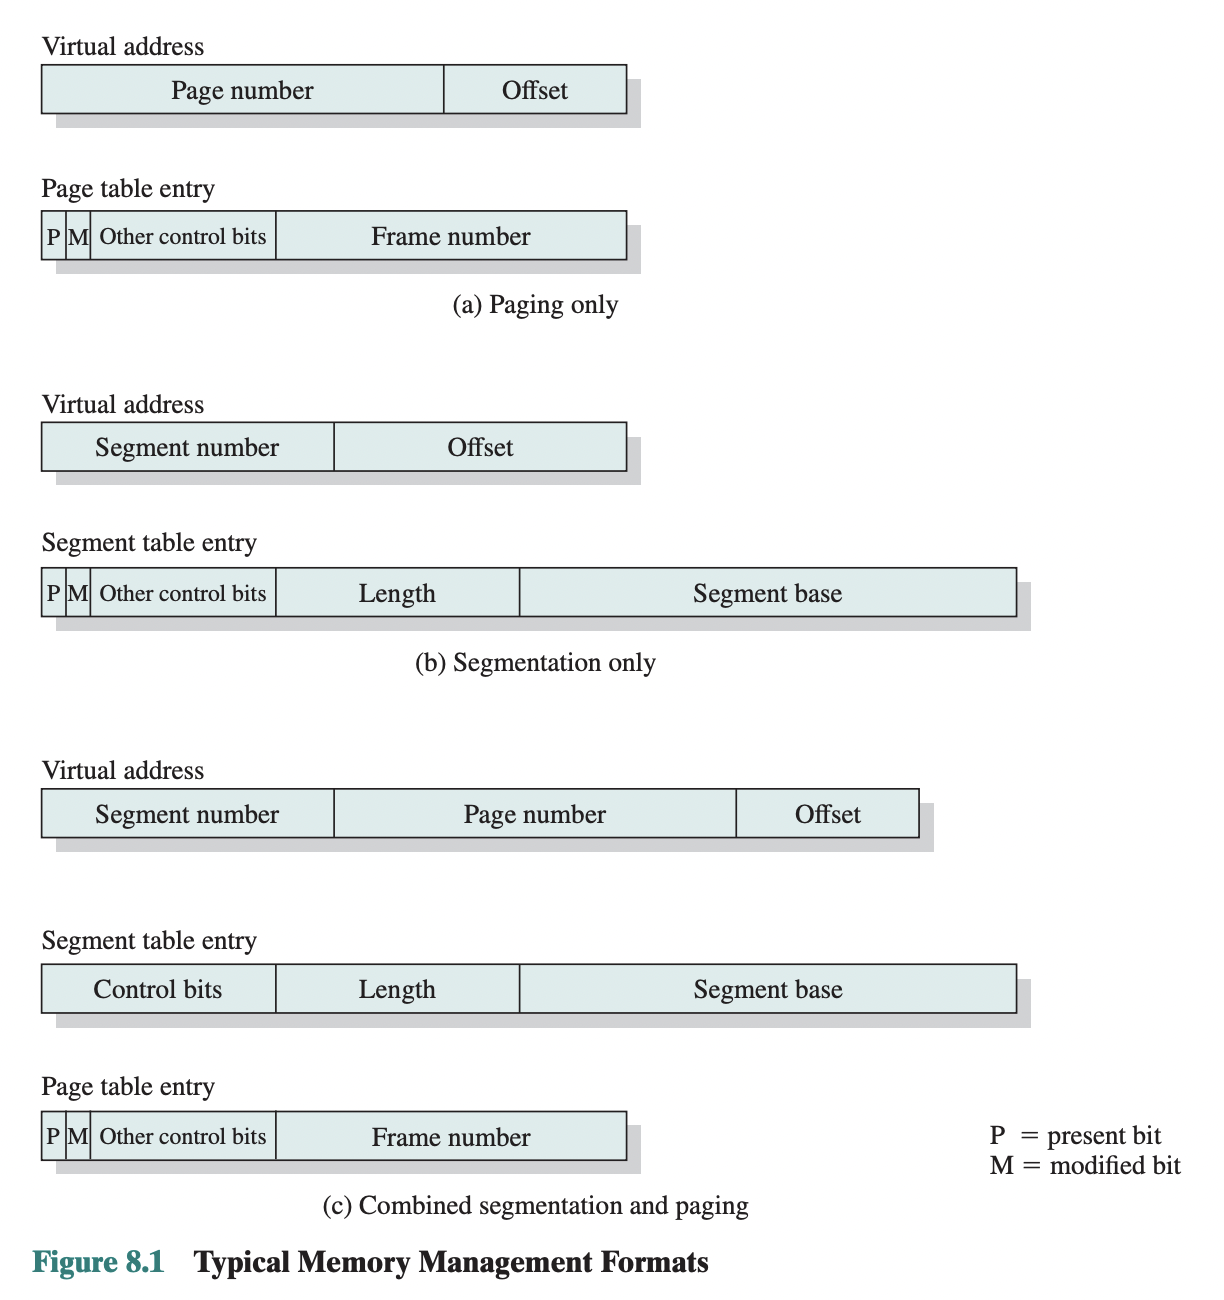 Virtual address
Page number Offset
Page table entry
P M Other control bits Frame number
(a) Paging only
Virtual address
Segment number Offset
Segment table entry
P M Other control bits Length Segment base
(b) Segmentation only
Virtual address
Segment number Page number Offset
Segment table entry
Control bits Length Segment base
Page table entry
P M Other control bits Frame number
P = present bit
M = modified bit
(c) Combined segmentation and paging
Figure 8.1 Typical Memory Management Formats